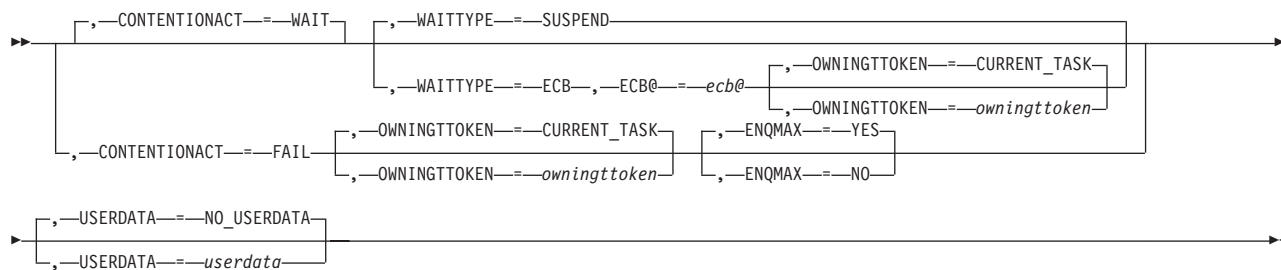 , CONTENTIONACT = WAIT , WAITTYPE = SUSPEND
, WAITTYPE = ECB , ECB@ = ecb@ , OWNINGTTOKEN = CURRENT_TASK
, OWNINGTTOKEN = owningttoken
, CONTENTIONACT = FAIL , OWNINGTTOKEN = CURRENT_TASK , ENQMAX = YES
, OWNINGTTOKEN = owningttoken , ENQMAX = NO
, USERDATA = NO_USERDATA
, USERDATA = userdata